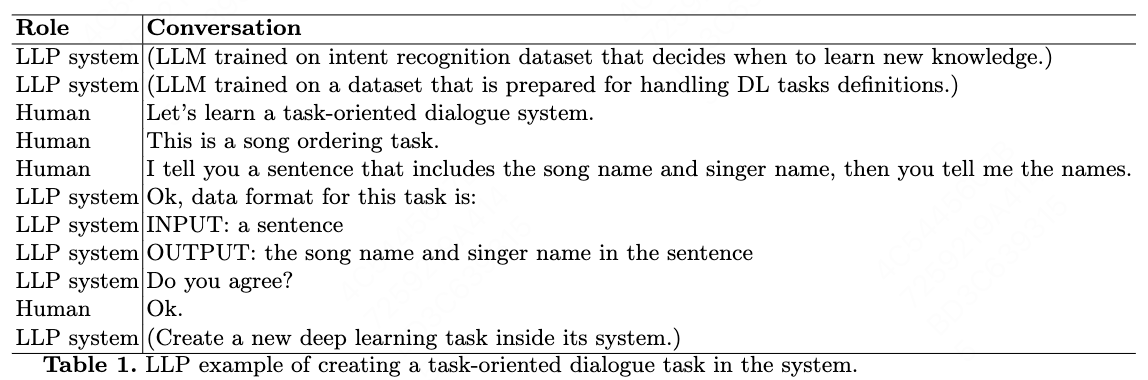 Role Conversation
LLP system (LLM trained on intent recognition dataset that decides when to learn new knowledge.)
LLP system (LLM trained on a dataset that is prepared for handling DL tasks definitions.)
Human Let's learn a task-oriented dialogue system.
Human This is a song ordering task.
Human I tell you a sentence that includes the song name and singer name, then you tell me the names.
LLP system Ok, data format for this task is:
LLP system INPUT: a sentence
LLP system OUTPUT: the song name and singer name in the sentence
LLP system Do you agree?
Human Ok.
LLP system (Create a new deep learning task inside its system.)
Table 1. LLP example of creating a task-oriented dialogue task in the system.